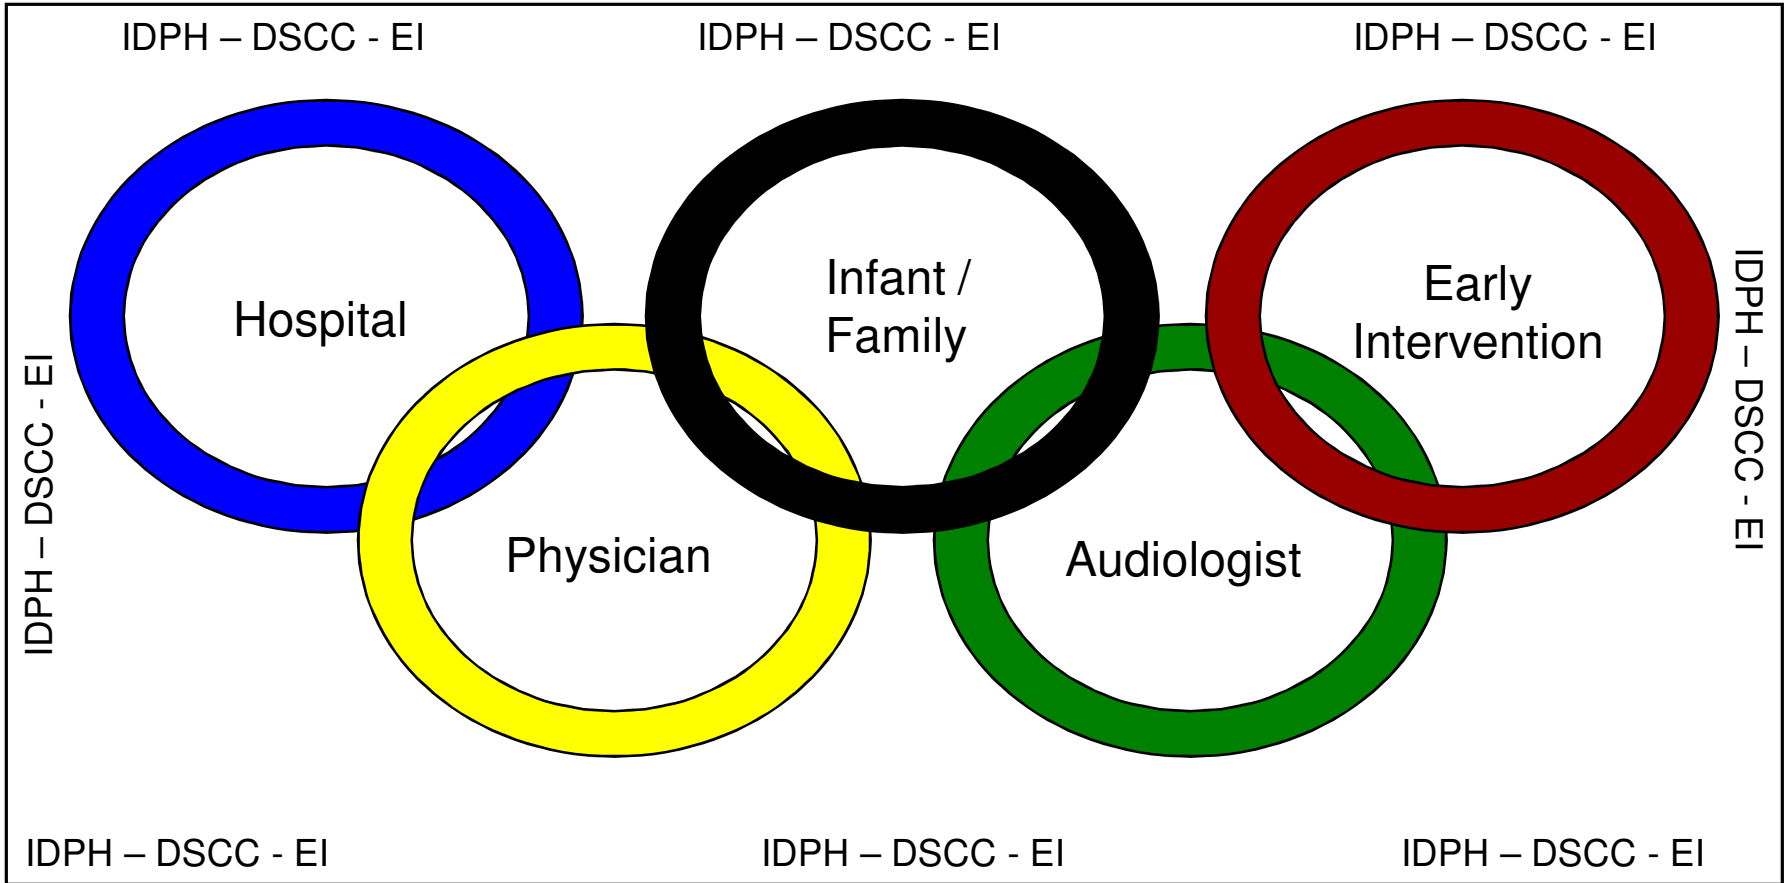 IDPH – DSCC - EI
IDPH – DSCC - EI
IDPH – DSCC - EI
Hospital
Infant /
Family
Early
Intervention
IDPH – DSCC - EI
IDPH – DSCC - EI
Physician
Audiologist
IDPH – DSCC - EI
IDPH – DSCC - EI
IDPH – DSCC - EI